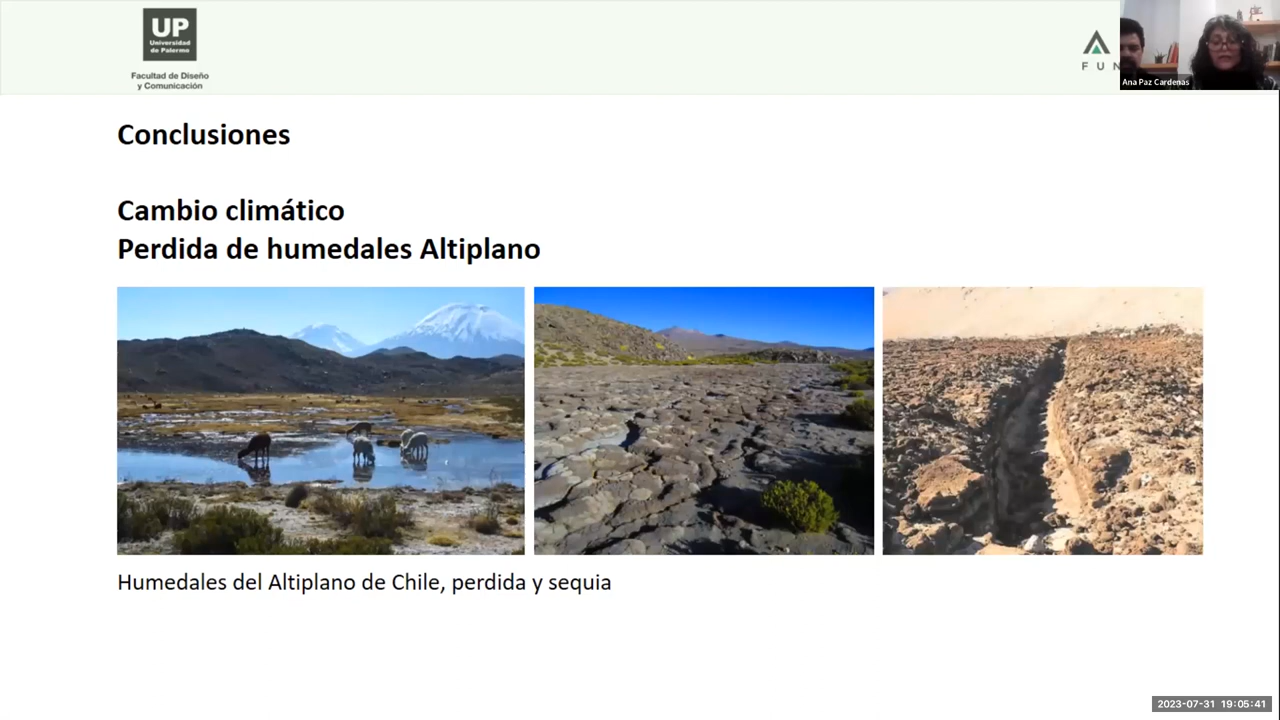 UP
Universidad
de Palermo
Facultad de Diseño
y Comunicación
FUN
Ana Paz Cardenas
Conclusiones
Cambio climático
Perdida de humedales Altiplano
Humedales del Altiplano de Chile, perdida y sequia
2023-07-31 19:05:41